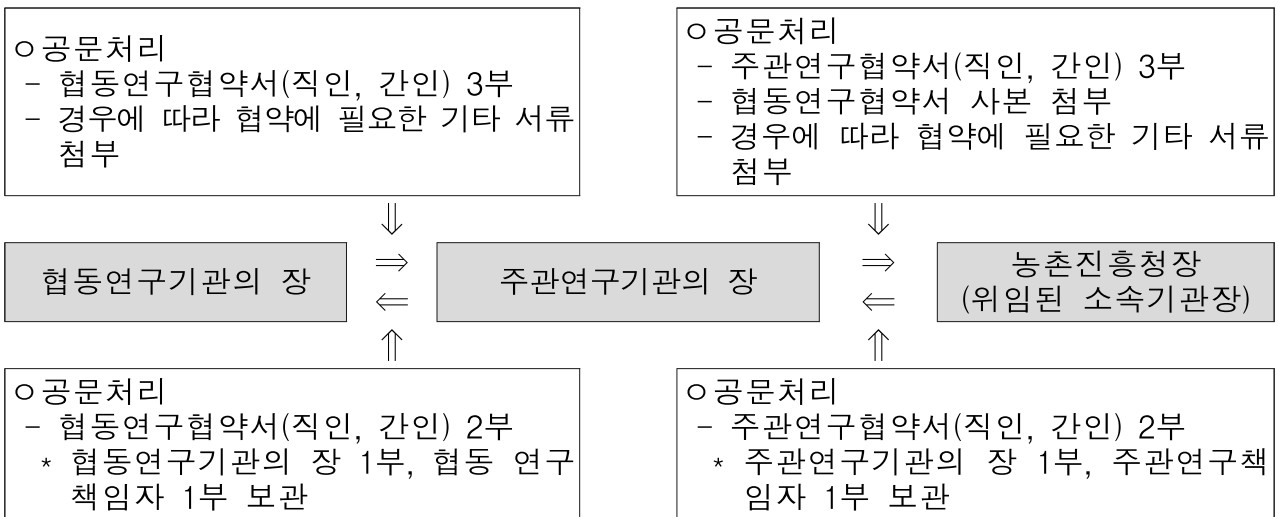 ㅇ공문처리
- 협동연구협약서(직인, 간인) 3부
- 경우에 따라 협약에 필요한 기타 서류
첨부
ㅇ공문처리
- 주관연구협약서(직인, 간인) 3부
- 협동연구협약서 사본 첨부
- 경우에 따라 협약에 필요한 기타 서류
첨부
⇓
⇓
협동연구기관의 장
⇒
⇐
주관연구기관의 장
⇒
⇐
농촌진흥청장
(위임된 소속기관장)
⇑
⇑
ㅇ공문처리
- 협동연구협약서(직인, 간인) 2부
* 협동연구기관의 장 1부, 협동 연구
책임자 1부 보관
ㅇ공문처리
- 주관연구협약서(직인, 간인) 2부
* 주관연구기관의 장 1부, 주관연구책
임자 1부 보관